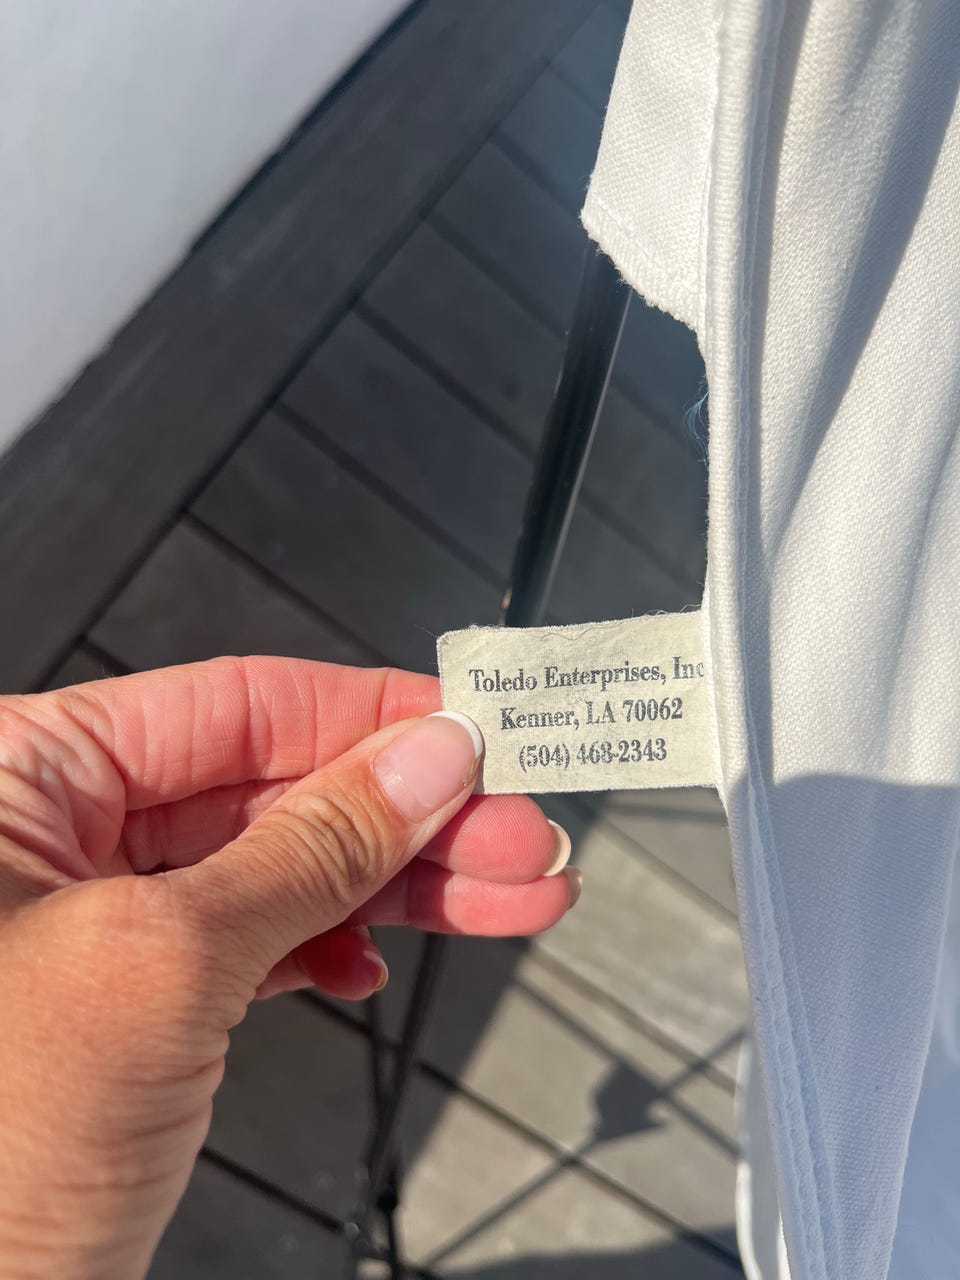 Toledo Enterprises, Inc
Kenner, LA 70062
(504) 468-2343